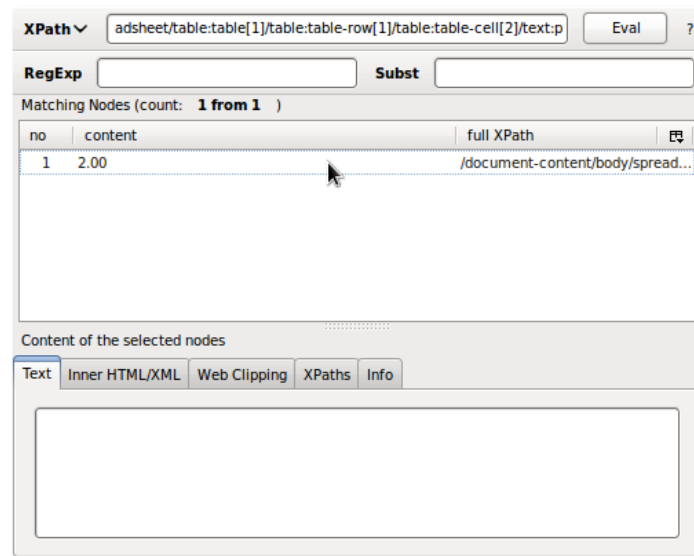 XPath adsheet/table:table[1]/table:table-row[1]/table:table-cell[2]/text:p Eval ?
RegExp Subst
Matching Nodes (count: 1 from 1 )
no content full XPath
1 2.00 /document-content/body/spread...
Content of the selected nodes
Text Inner HTML/XML Web Clipping XPaths Info